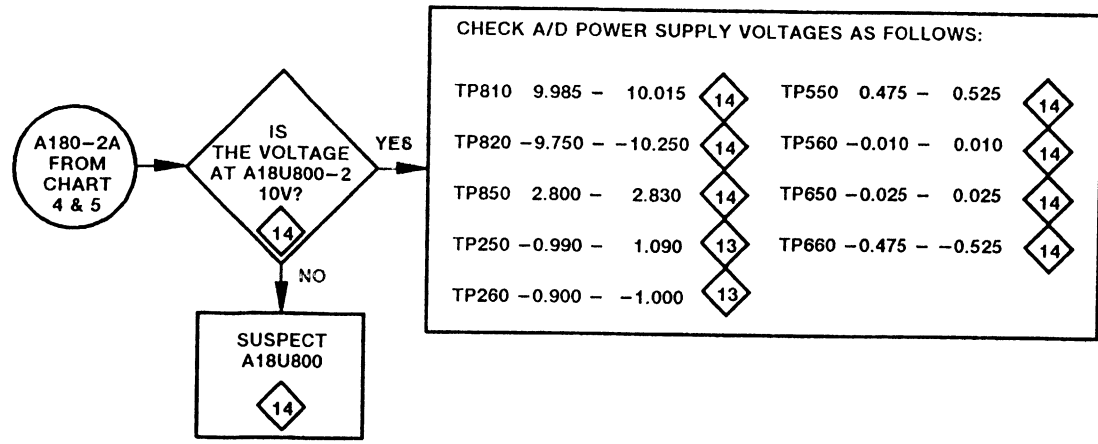 A180-2A
FROM
CHART
4 & 5
IS
THE VOLTAGE
AT A18U800-2
10V?
14
YES
NO
SUSPECT
A18U800
14
CHECK A/D POWER SUPPLY VOLTAGES AS FOLLOWS:
TP810 9.985 - 10.015 14
TP820 -9.750 - -10.250 14
TP850 2.800 - 2.830 14
TP250 -0.990 - 1.090 13
TP260 -0.900 - -1.000 13
TP550 0.475 - 0.525 14
TP560 -0.010 - 0.010 14
TP650 -0.025 - 0.025 14
TP660 -0.475 - -0.525 14